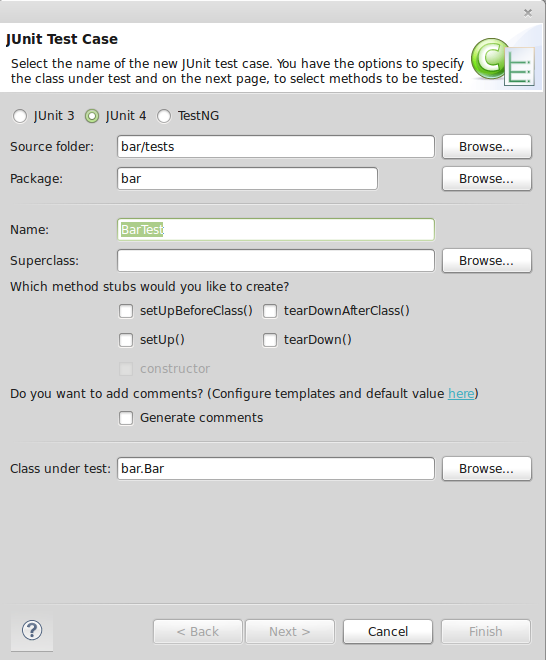 JUnit Test Case
Select the name of the new JUnit test case. You have the options to specify
the class under test and on the next page, to select methods to be tested.
JUnit 3 JUnit 4 TestNG
Source folder: bar/tests Browse...
Package: bar Browse...
Name: BarTest
Superclass: Browse...
Which method stubs would you like to create?
setUpBeforeClass() tearDownAfterClass()
setUp() tearDown()
constructor
Do you want to add comments? (Configure templates and default value here)
Generate comments
Class under test: bar.Bar Browse...
? < Back Next > Cancel Finish